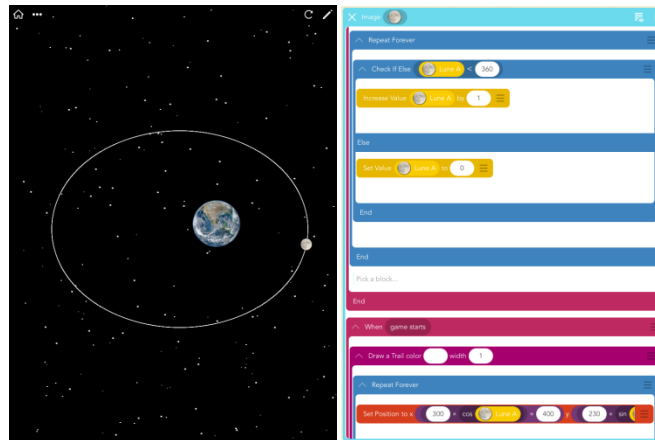 Image
Repeat Forever
Check If Else Lune A < 360
Increase Value Lune A by 1
Else
Set Value Lune A to 0
End
End
Pick a block...
End
When game starts
Draw a Trail color width 1
Repeat Forever
Set Position to x 300 × cos Lune A + 400 y 230 × sin